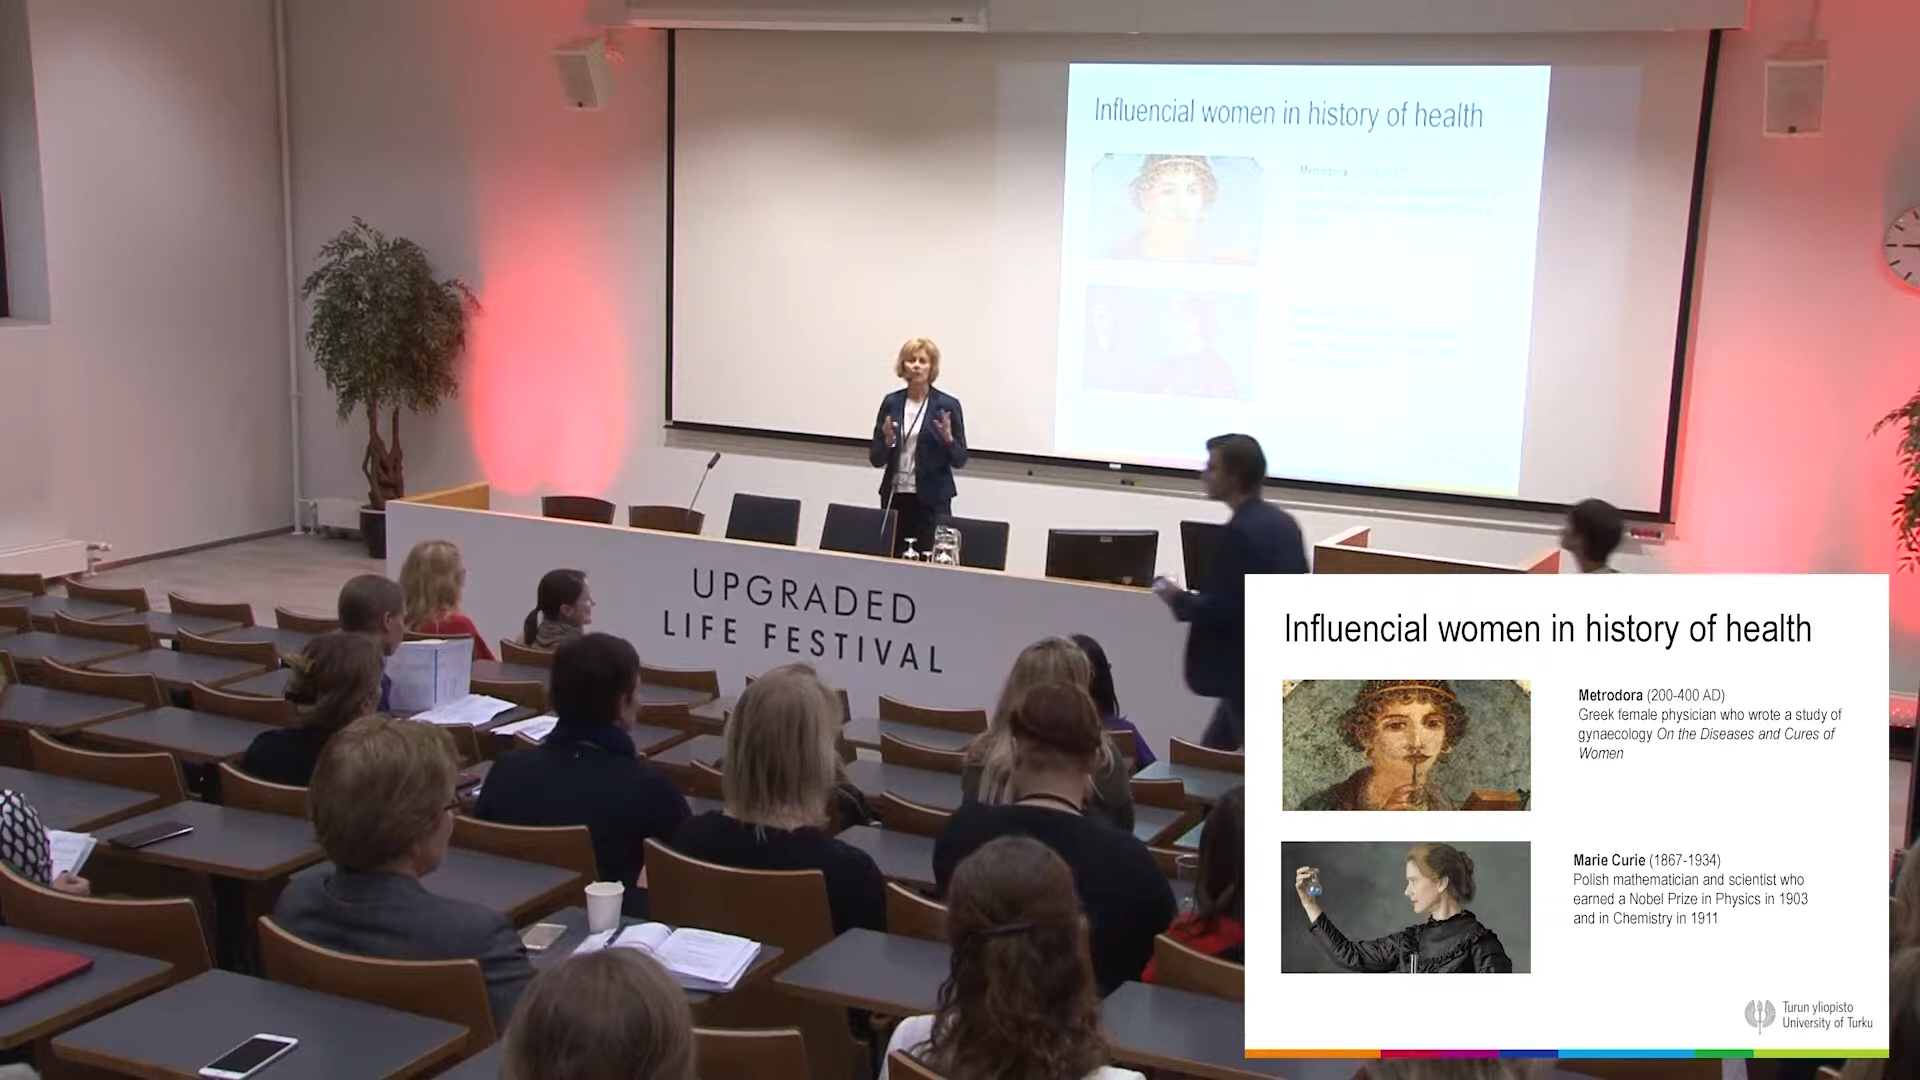 Influencial women in history of health
Metrodora
UPGRADED
LIFE FESTIVAL
Influencial women in history of health
Metrodora (200-400 AD)
Greek female physician who wrote a study of
gynaecology On the Diseases and Cures of
Women
Marie Curie (1867-1934)
Polish mathematician and scientist who
earned a Nobel Prize in Physics in 1903
and in Chemistry in 1911
Turun yliopisto
University of Turku